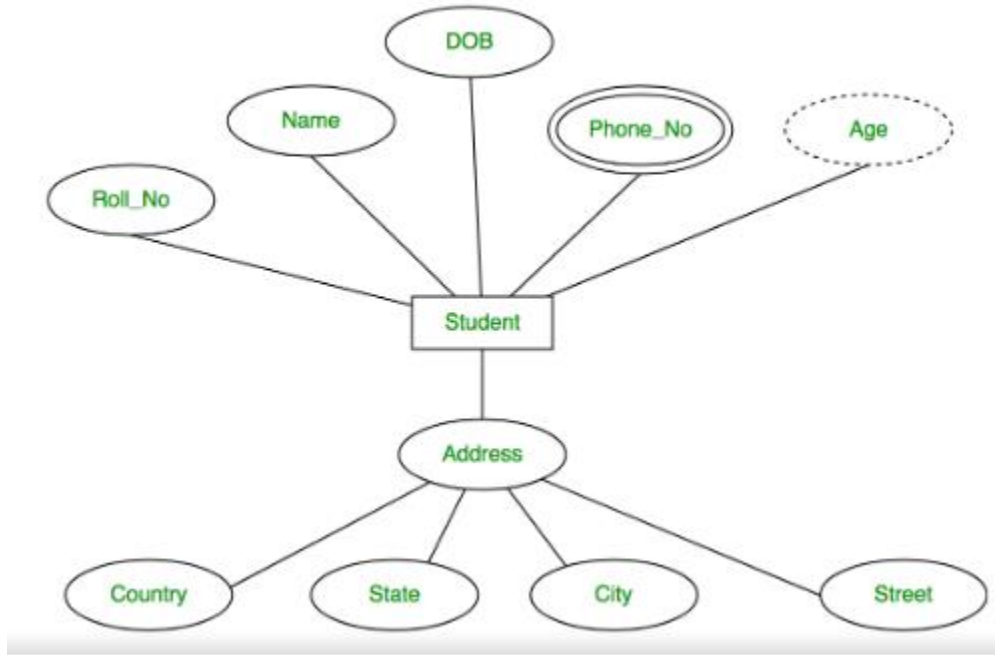 DOB
Name
Phone_No
Age
Roll_No
Student
Address
Country
State
City
Street